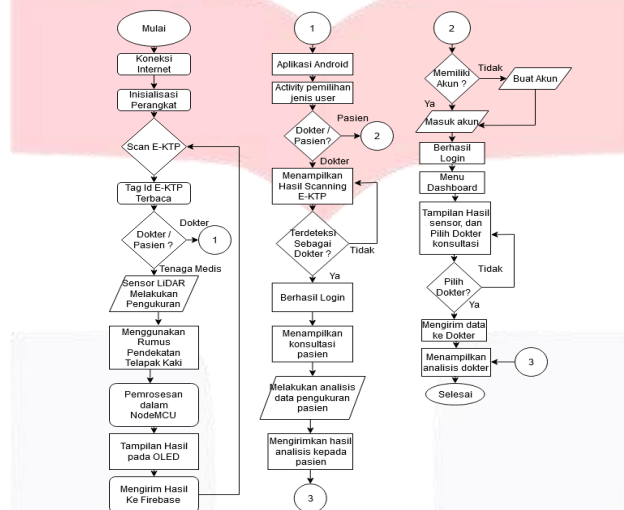 Mulai
Koneksi
Internet
Inisialisasi
Perangkat
Scan E-KTP
Tag Id E-KTP
Terbaca
Dokter /
Pasien ?
Dokter
1
Tenaga Medis
Sensor LiDAR
Melakukan
Pengukuran
Menggunakan
Rumus
Pendekatan
Telapak Kaki
Pemrosesan
dalam
NodeMCU
Tampilan Hasil
pada OLED
Mengirim Hasil
Ke Firebase
1
Aplikasi Android
Activity pemilihan
jenis user
Dokter /
Pasien?
Pasien
2
Dokter
Menampilkan
Hasil Scanning
E-KTP
Terdeteksi
Sebagai
Dokter ?
Tidak
Ya
Berhasil Login
Menampilkan
konsultasi
pasien
Melakukan analisis
data pengukuran
pasien
Mengirimkan hasil
analisis kepada
pasien
3
2
Memiliki
Akun ?
Tidak
Buat Akun
Ya
Masuk akun
Berhasil
Login
Menu
Dashboard
Tampilan Hasil
sensor, dan
Pilih Dokter
konsultasi
Tidak
Pilih
Dokter?
Ya
Mengirim data
ke Dokter
Menampilkan
analisis dokter
3
Selesai